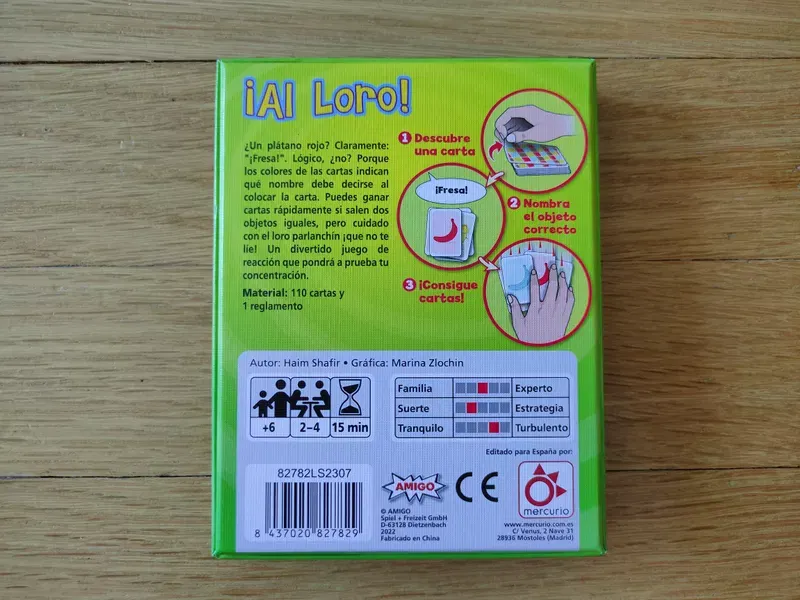 ¡Al Loro!
¿Un plátano rojo? Claramente:
"¡Fresa!". Lógico, ¿no? Porque
los colores de las cartas indican
qué nombre debe decirse al
colocar la carta. Puedes ganar
cartas rápidamente si salen dos
objetos iguales, pero cuidado
con el loro parlanchín ¡que no te
líe! Un divertido juego de
reacción que pondrá a prueba tu
concentración.
Material: 110 cartas y
1 reglamento
1 Descubre
una carta
¡Fresa!
2 Nombra
el objeto
correcto
3 ¡Consigue
cartas!
Autor: Haim Shafir • Gráfica: Marina Zlochin
+6
2–4
15 min
Familia Experto
Suerte Estrategia
Tranquilo Turbulento
Editado para España por:
82782LS2307
8 437020 827829
AMIGO
© AMIGO
Spiel + Freizeit GmbH
D-63128 Dietzenbach
2022
Fabricado en China
CE
mercurio
www.mercurio.com.es
C/ Verius, 2 Nave 31
28936 Móstoles (Madrid)